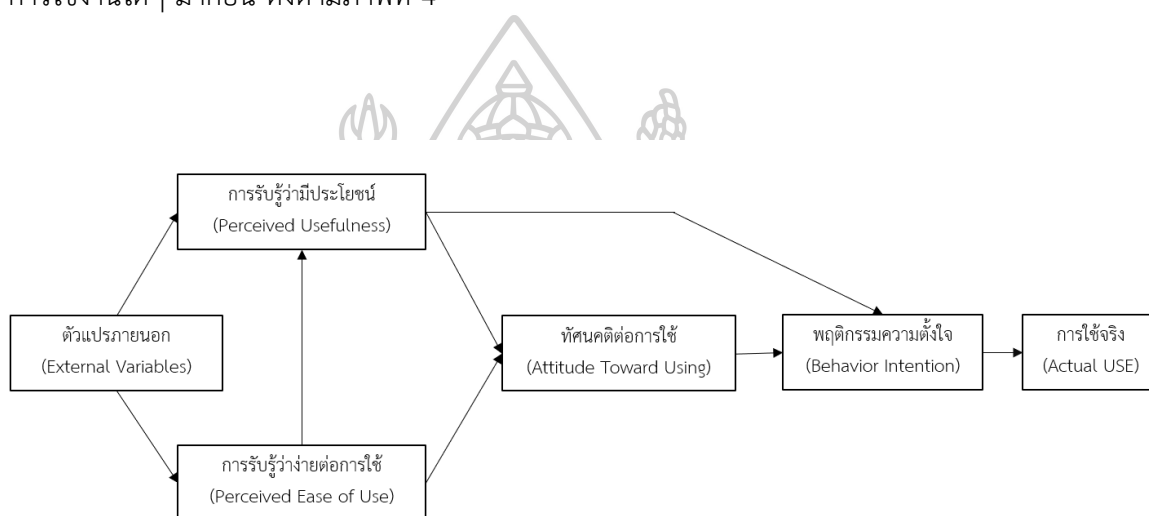 การรับรู้ว่ามีประโยชน์
(Perceived Usefulness)
ตัวแปรภายนอก
(External Variables)
ทัศนคติต่อการใช้
(Attitude Toward Using)
พฤติกรรมความตั้งใจ
(Behavior Intention)
การใช้จริง
(Actual USE)
การรับรู้ว่าง่ายต่อการใช้
(Perceived Ease of Use)